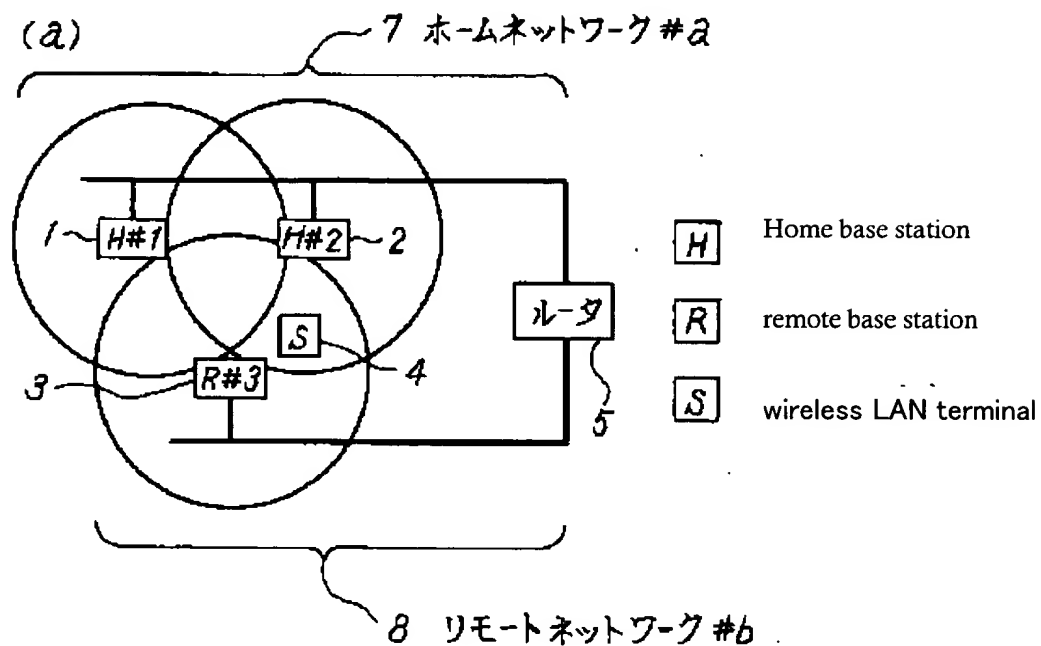 (a)
7 ホームネットワーク #a
1 H#1
H#2 2
H Home base station
ルータ
R remote base station
S
4
3 R#3
5
S wireless LAN terminal
8 リモートネットワーク #b